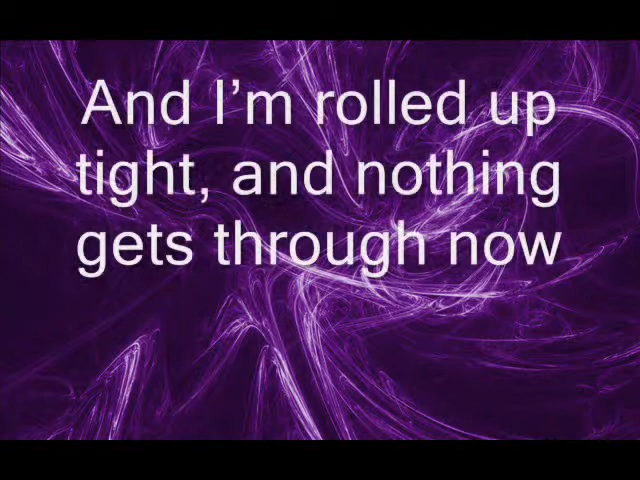 And I’m rolled up
tight, and nothing
gets through now